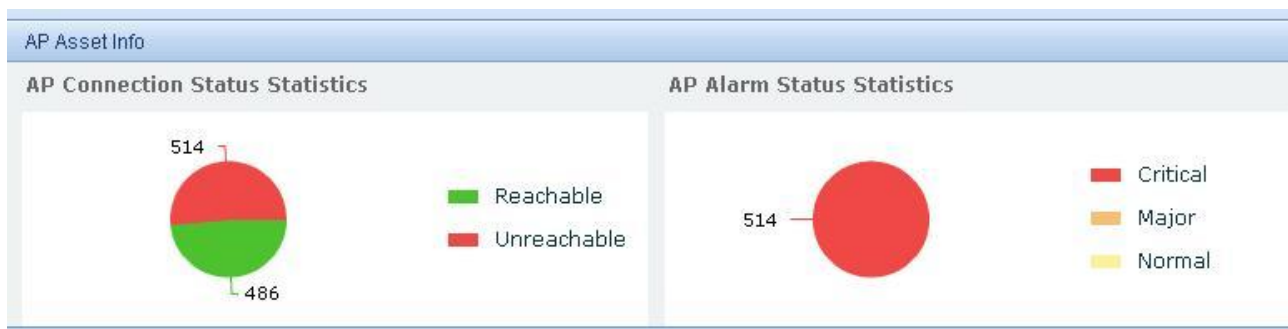 AP Asset Info
AP Connection Status Statistics
514
486
Reachable
Unreachable
AP Alarm Status Statistics
514
Critical
Major
Normal